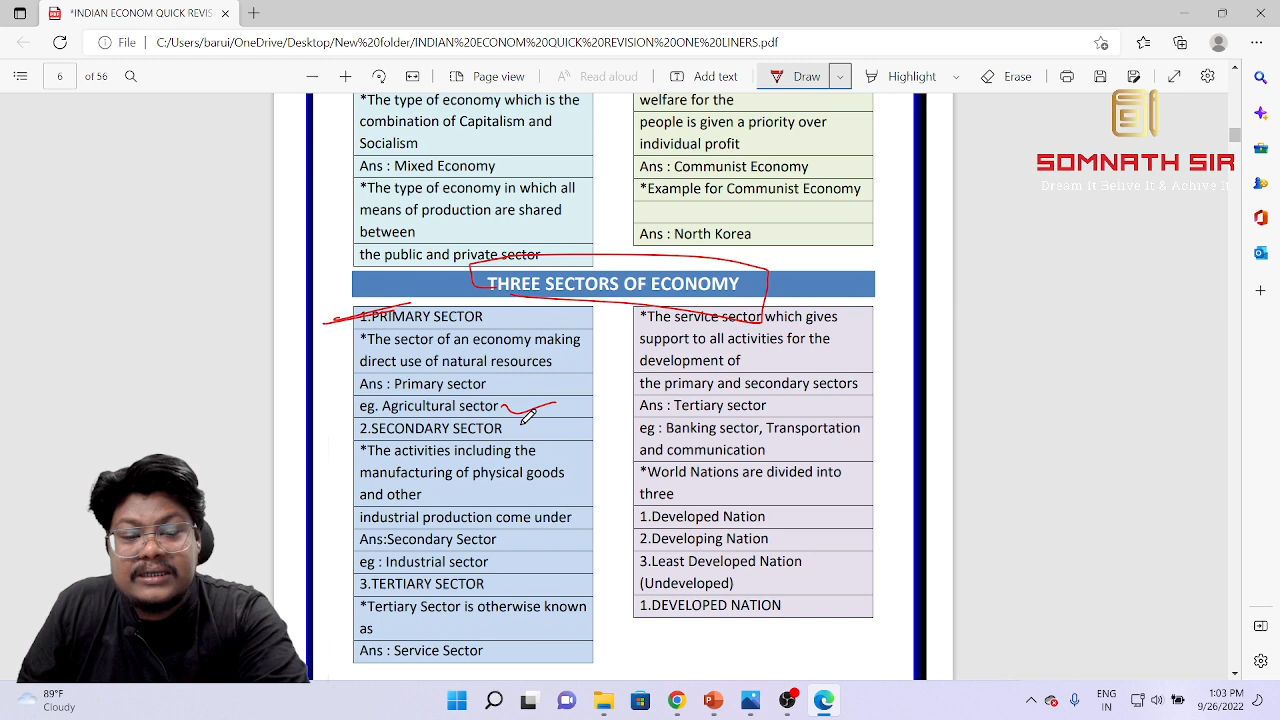 *INDIAN ECONOM QUICK REVIS
File
C:/Users/barui/OneDrive/Desktop/New%20folder/INDIAN%20ECONOM%20QUICK%20REVISION%20ONE%20LINERS.pdf
6 of 56
Page view
Read aloud
Add text
Draw
Highlight
Erase
SOMNATH SIR
Dream It Belive It & Achive It
*The type of economy which is the
combination of Capitalism and
Socialism
Ans : Mixed Economy
*The type of economy in which all
means of production are shared
between
the public and private sector
welfare for the
people is given a priority over
individual profit
Ans : Communist Economy
*Example for Communist Economy
Ans : North Korea
THREE SECTORS OF ECONOMY
1.PRIMARY SECTOR
*The sector of an economy making
direct use of natural resources
Ans : Primary sector
eg. Agricultural sector
2.SECONDARY SECTOR
*The activities including the
manufacturing of physical goods
and other
industrial production come under
Ans:Secondary Sector
eg : Industrial sector
3.TERTIARY SECTOR
*Tertiary Sector is otherwise known
as
Ans : Service Sector
*The service sector which gives
support to all activities for the
development of
the primary and secondary sectors
Ans : Tertiary sector
eg : Banking sector, Transportation
and communication
*World Nations are divided into
three
1.Developed Nation
2.Developing Nation
3.Least Developed Nation
(Undeveloped)
1.DEVELOPED NATION
89°F
Cloudy
ENG
IN
1:03 PM
9/26/2022